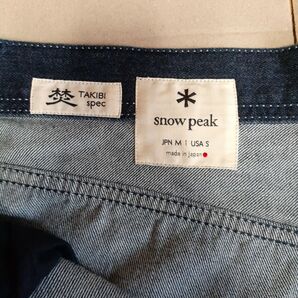 焚 TAKIBI
spec
snow peak
JPN M | USA S
made in japan